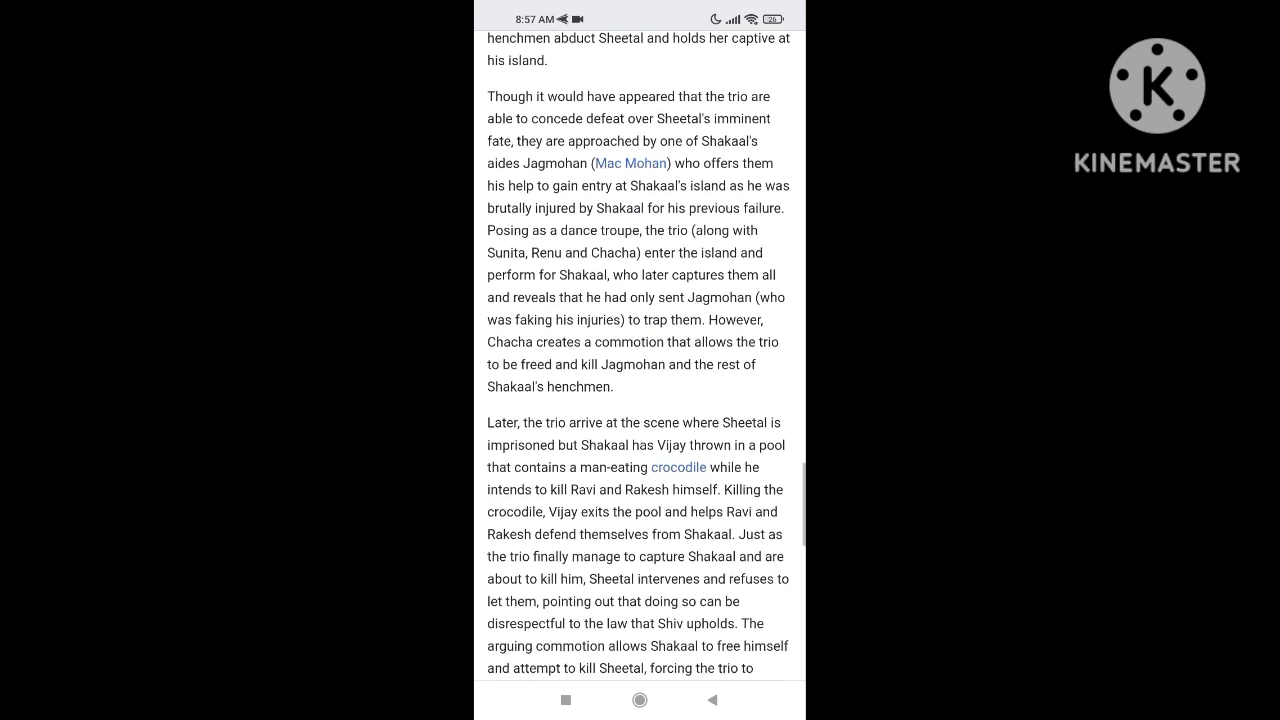 8:57 AM
26
henchmen abduct Sheetal and holds her captive at
his island.
Though it would have appeared that the trio are
able to concede defeat over Sheetal's imminent
fate, they are approached by one of Shakaal's
aides Jagmohan (Mac Mohan) who offers them
his help to gain entry at Shakaal's island as he was
brutally injured by Shakaal for his previous failure.
Posing as a dance troupe, the trio (along with
Sunita, Renu and Chacha) enter the island and
perform for Shakaal, who later captures them all
and reveals that he had only sent Jagmohan (who
was faking his injuries) to trap them. However,
Chacha creates a commotion that allows the trio
to be freed and kill Jagmohan and the rest of
Shakaal's henchmen.
Later, the trio arrive at the scene where Sheetal is
imprisoned but Shakaal has Vijay thrown in a pool
that contains a man-eating crocodile while he
intends to kill Ravi and Rakesh himself. Killing the
crocodile, Vijay exits the pool and helps Ravi and
Rakesh defend themselves from Shakaal. Just as
the trio finally manage to capture Shakaal and are
about to kill him, Sheetal intervenes and refuses to
let them, pointing out that doing so can be
disrespectful to the law that Shiv upholds. The
arguing commotion allows Shakaal to free himself
and attempt to kill Sheetal, forcing the trio to
K
KINEMASTER